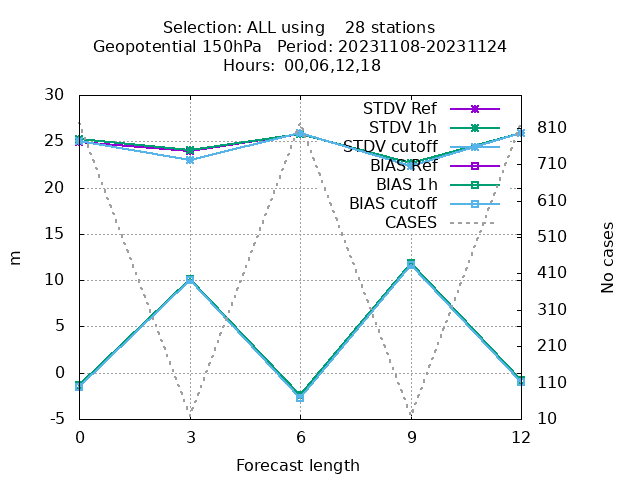 Selection: ALL using    28 stations
Geopotential 150hPa   Period: 20231108-20231124
Hours: 00,06,12,18
30
25
20
15
10
5
0
-5
m
STDV Ref
STDV 1h
STDV cutoff
BIAS Ref
BIAS 1h
BIAS cutoff
CASES
810
710
610
510
410
310
210
110
10
No cases
0 3 6 9 12
Forecast length